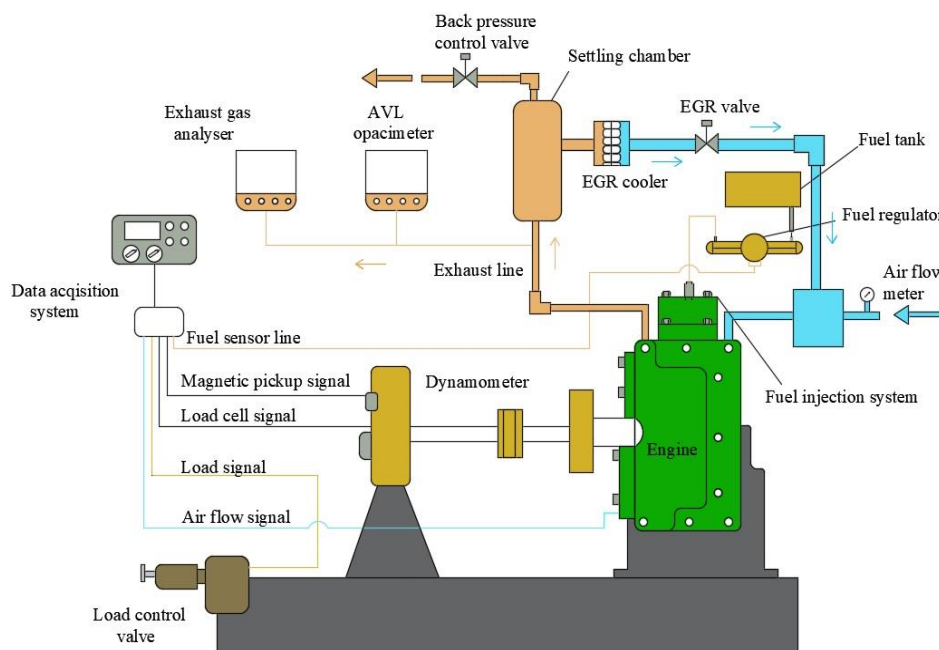 Back pressure
control valve
Settling chamber
Exhaust gas
analyser
AVL
opacimeter
EGR valve
EGR cooler
Fuel tank
Fuel regulator
Exhaust line
Air flow
meter
Data acqisition
system
Fuel sensor line
Magnetic pickup signal
Dynamometer
Fuel injection system
Load cell signal
Engine
Load signal
Air flow signal
Load control
valve